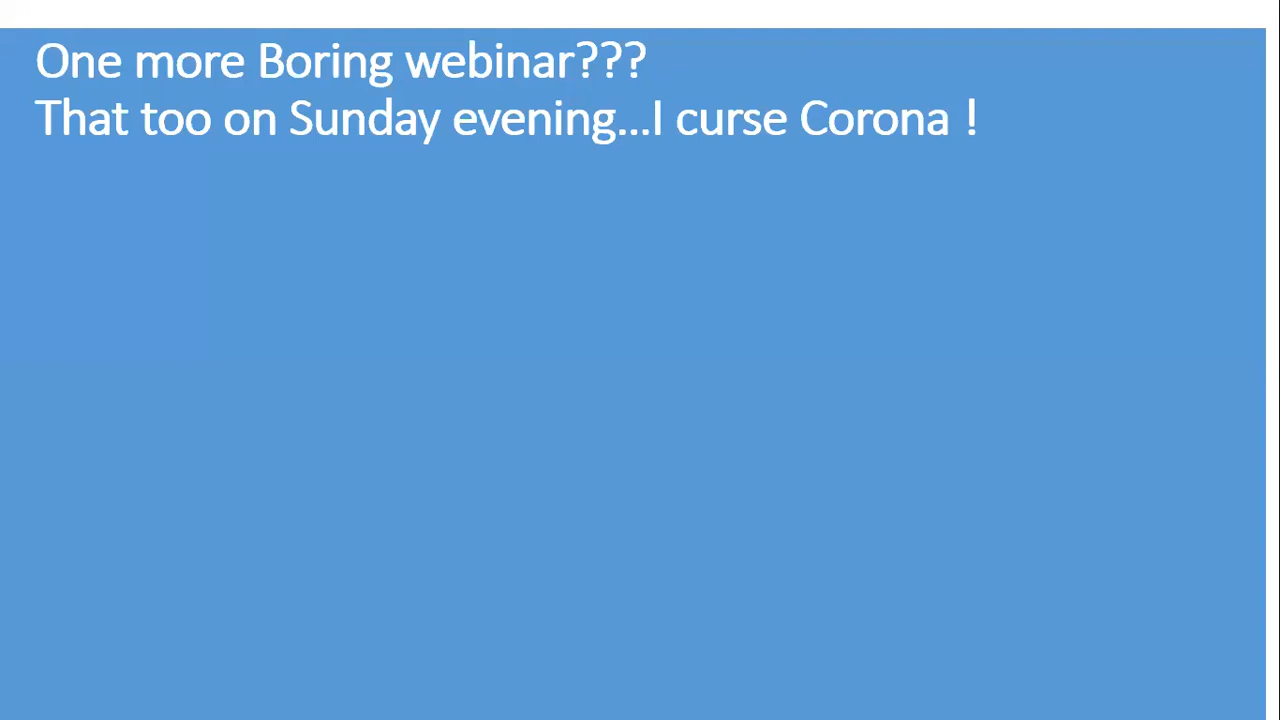 One more Boring webinar???
That too on Sunday evening...I curse Corona !